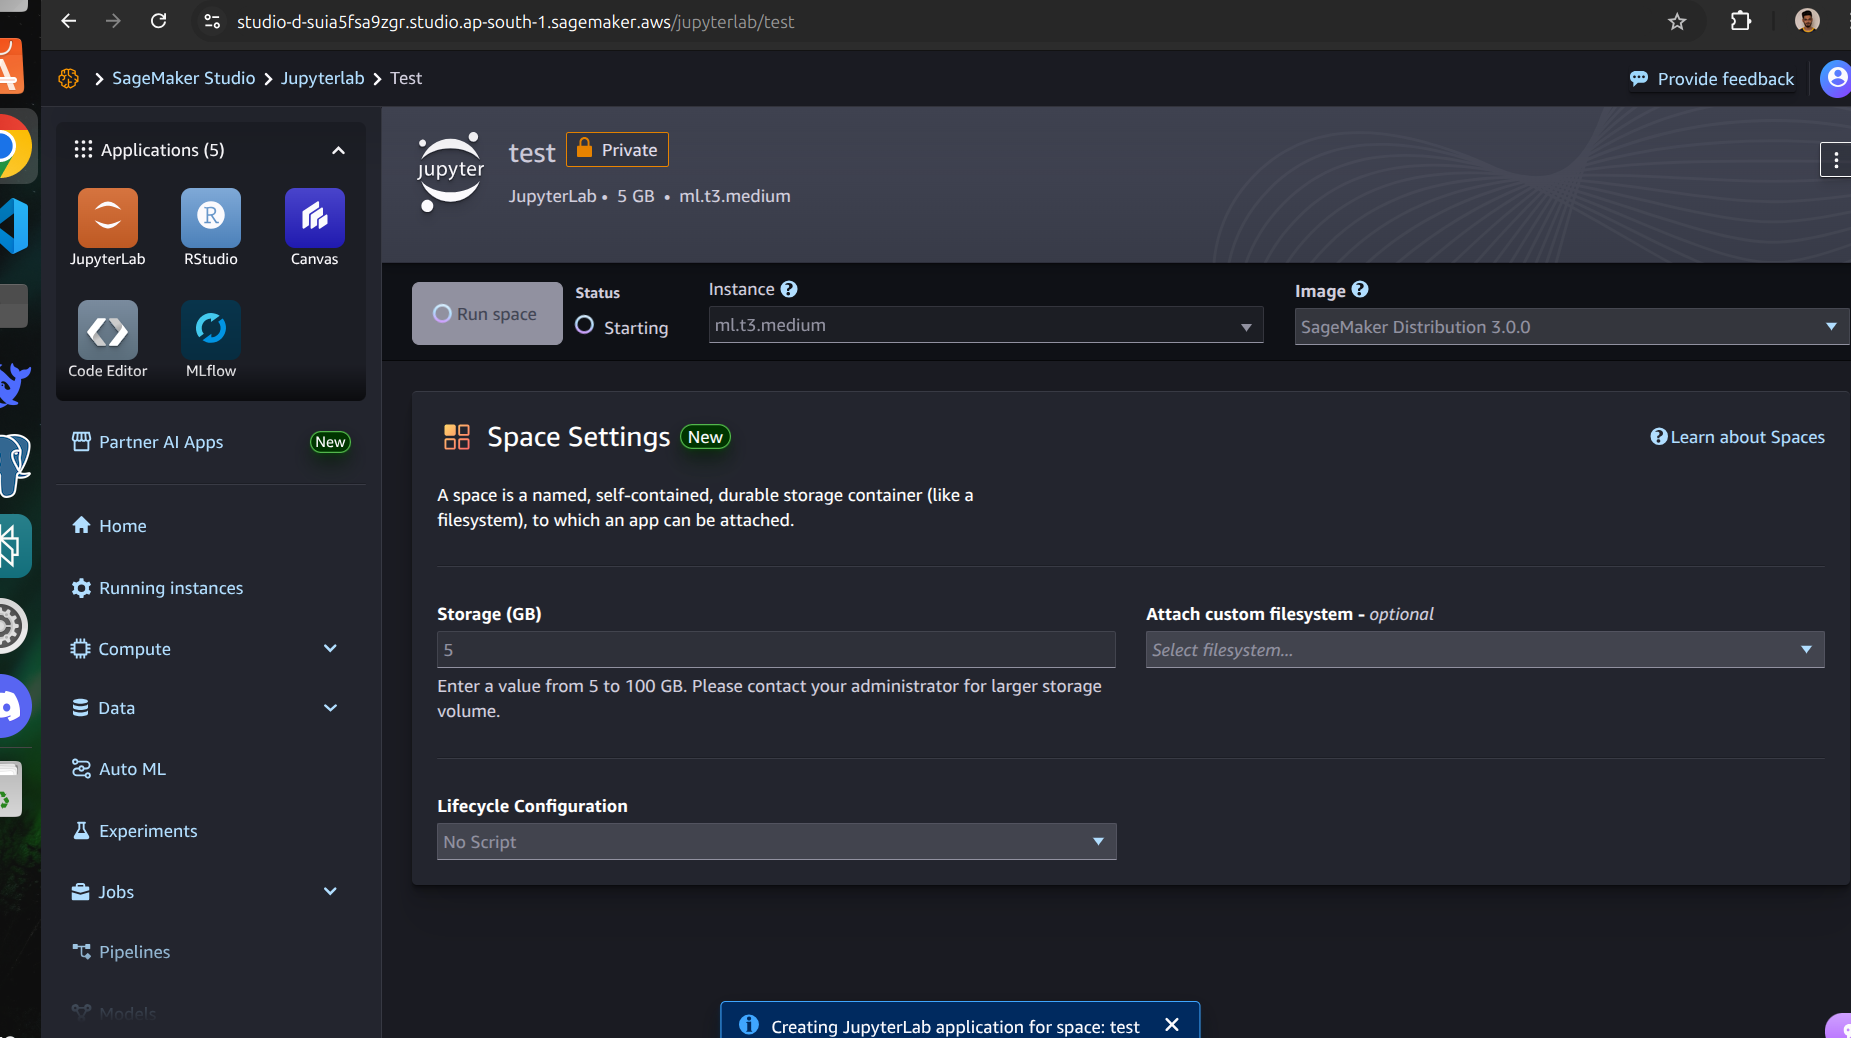 studio-d-suia5fsa9zgr.studio.ap-south-1.sagemaker.aws/jupyterlab/test
SageMaker Studio
Jupyterlab
Test
Provide feedback
Applications (5)
JupyterLab
RStudio
Canvas
Code Editor
MLflow
Partner AI Apps
New
Home
Running instances
Compute
Data
Auto ML
Experiments
Jobs
Pipelines
Models
jupyter
test
Private
JupyterLab • 5 GB • ml.t3.medium
Run space
Status
Starting
Instance
ml.t3.medium
Image
SageMaker Distribution 3.0.0
Space Settings
New
Learn about Spaces
A space is a named, self-contained, durable storage container (like a
filesystem), to which an app can be attached.
Storage (GB)
5
Enter a value from 5 to 100 GB. Please contact your administrator for larger storage
volume.
Attach custom filesystem - optional
Select filesystem...
Lifecycle Configuration
No Script
Creating JupyterLab application for space: test